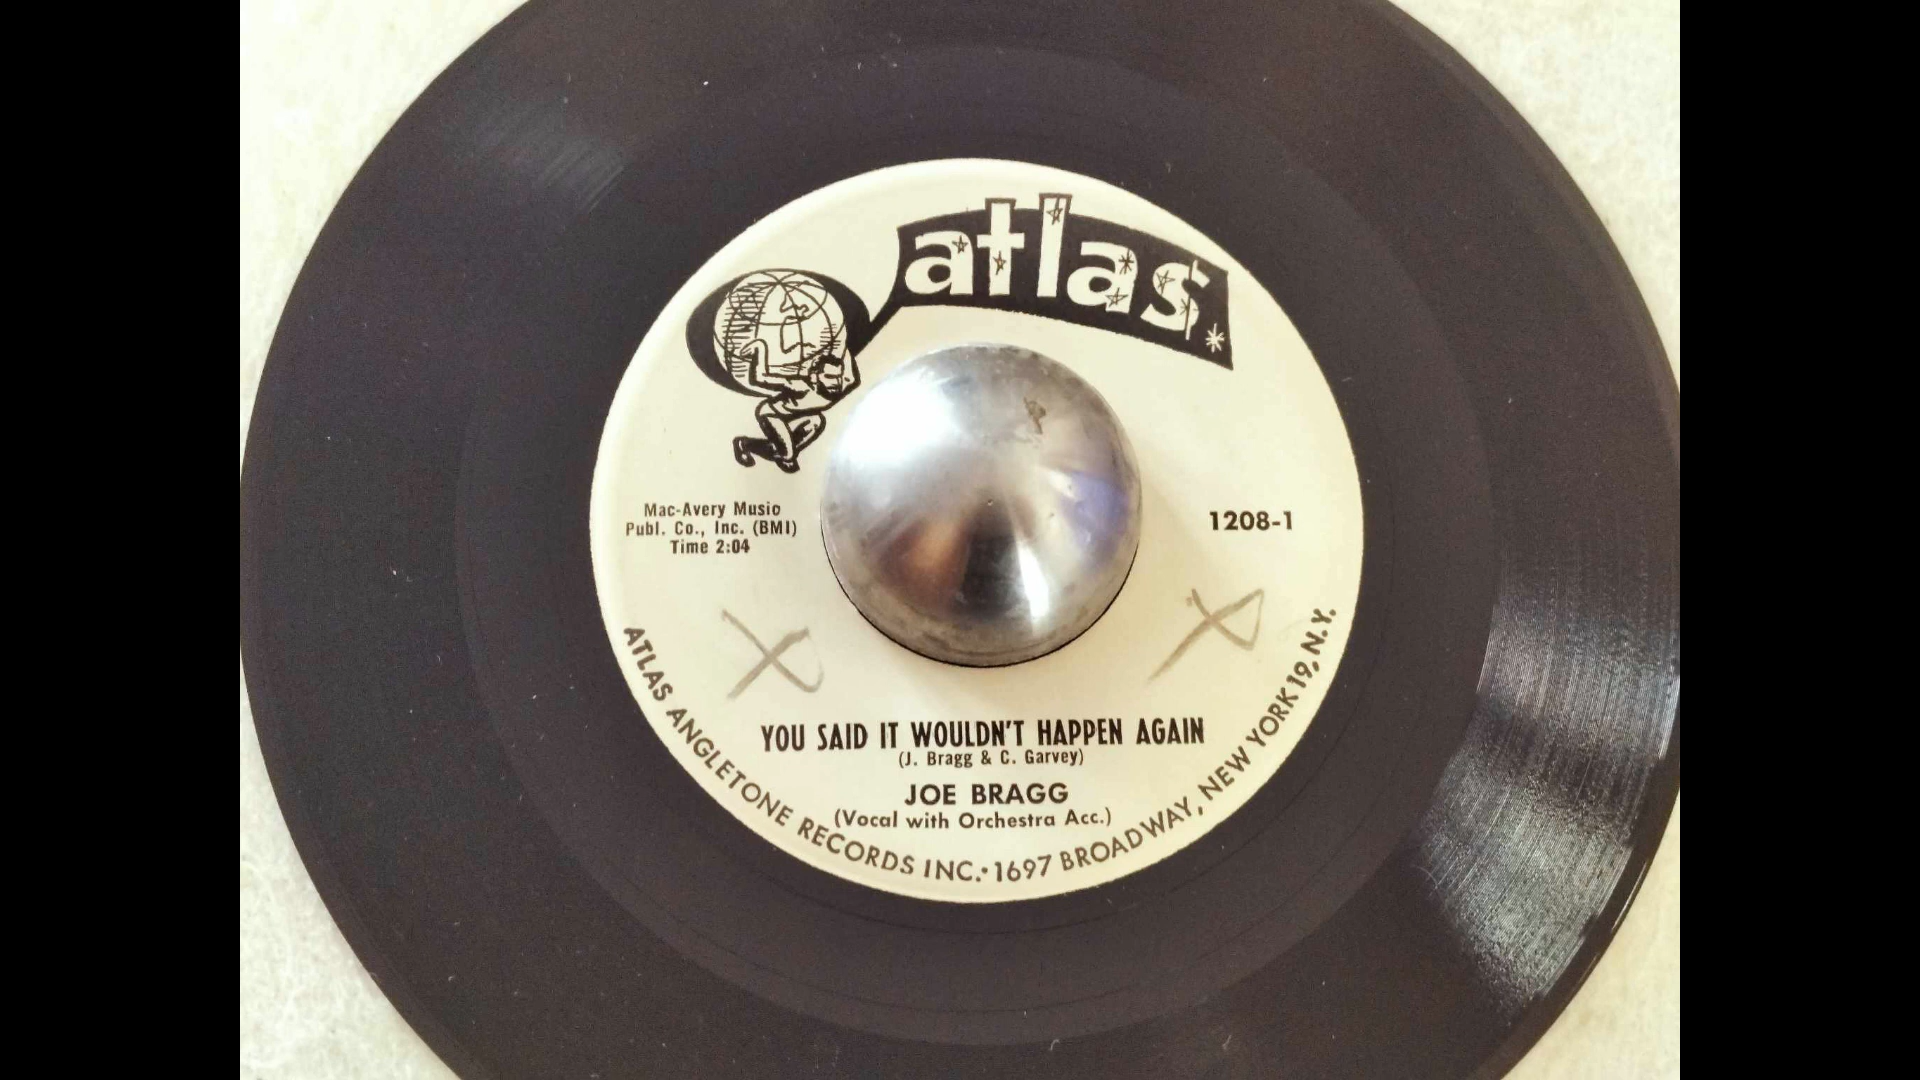 atlas
Mac-Avery Music
Publ. Co., Inc. (BMI)
Time 2:04
1208-1
X
X
YOU SAID IT WOULDN'T HAPPEN AGAIN
(J. Bragg & C. Garvey)
JOE BRAGG
(Vocal with Orchestra Acc.)
ATLAS ANGLETONE RECORDS INC. • 1697 BROADWAY, NEW YORK 19, N.Y.